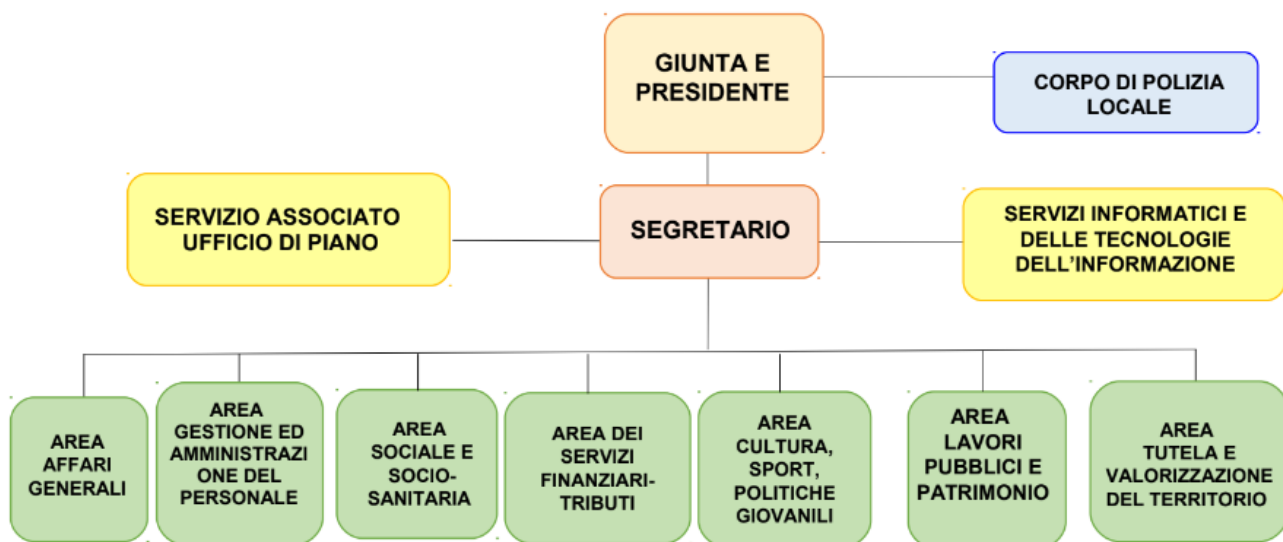 GIUNTA E
PRESIDENTE
CORPO DI POLIZIA
LOCALE
SERVIZIO ASSOCIATO
UFFICIO DI PIANO
SEGRETARIO
SERVIZI INFORMATICI E
DELLE TECNOLOGIE
DELL’INFORMAZIONE
AREA
AFFARI
GENERALI
AREA
GESTIONE ED
AMMINISTRAZI
ONE DEL
PERSONALE
AREA
SOCIALE E
SOCIO-
SANITARIA
AREA DEI
SERVIZI
FINANZIARI-
TRIBUTI
AREA
CULTURA,
SPORT,
POLITICHE
GIOVANILI
AREA
LAVORI
PUBBLICI E
PATRIMONIO
AREA
TUTELA E
VALORIZZAZIONE
DEL TERRITORIO